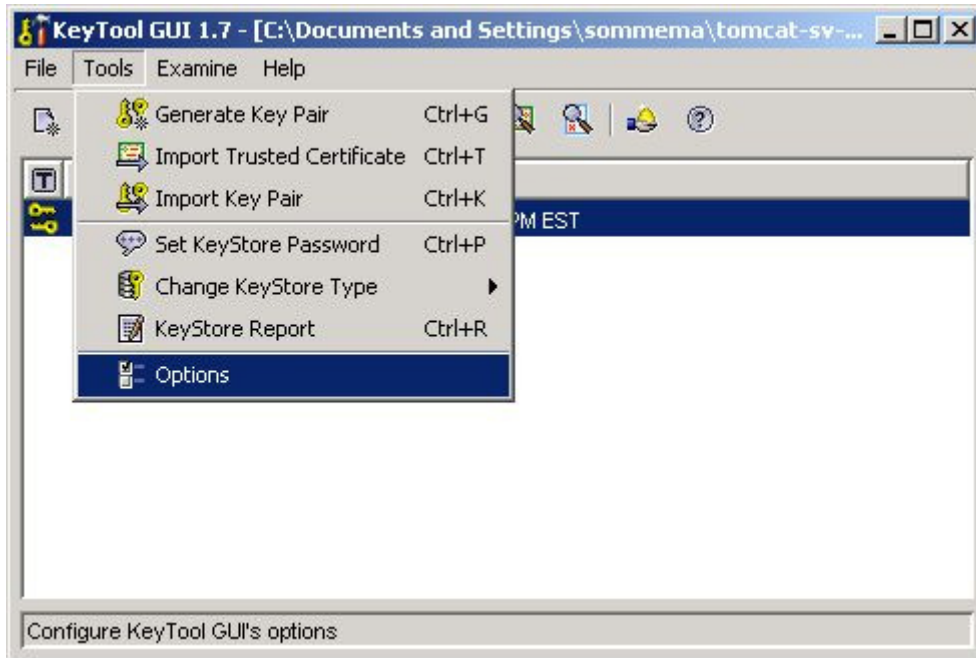 KeyTool GUI 1.7 - [C:\Documents and Settings\sommema\tomcat-sv-...
File Tools Examine Help
Generate Key Pair Ctrl+G
Import Trusted Certificate Ctrl+T
T
Import Key Pair Ctrl+K
PM EST
Set KeyStore Password Ctrl+P
Change KeyStore Type
KeyStore Report Ctrl+R
Options
Configure KeyTool GUI's options